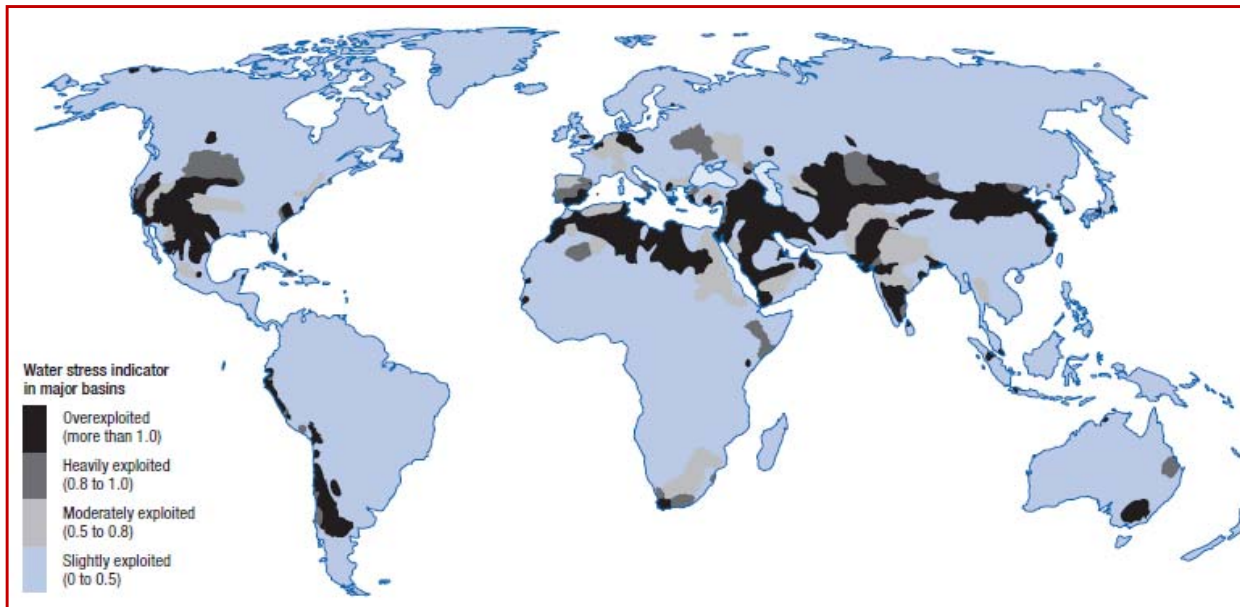 Water stress indicator
in major basins
Overexploited
(more than 1.0)
Heavily exploited
(0.8 to 1.0)
Moderately exploited
(0.5 to 0.8)
Slightly exploited
(0 to 0.5)